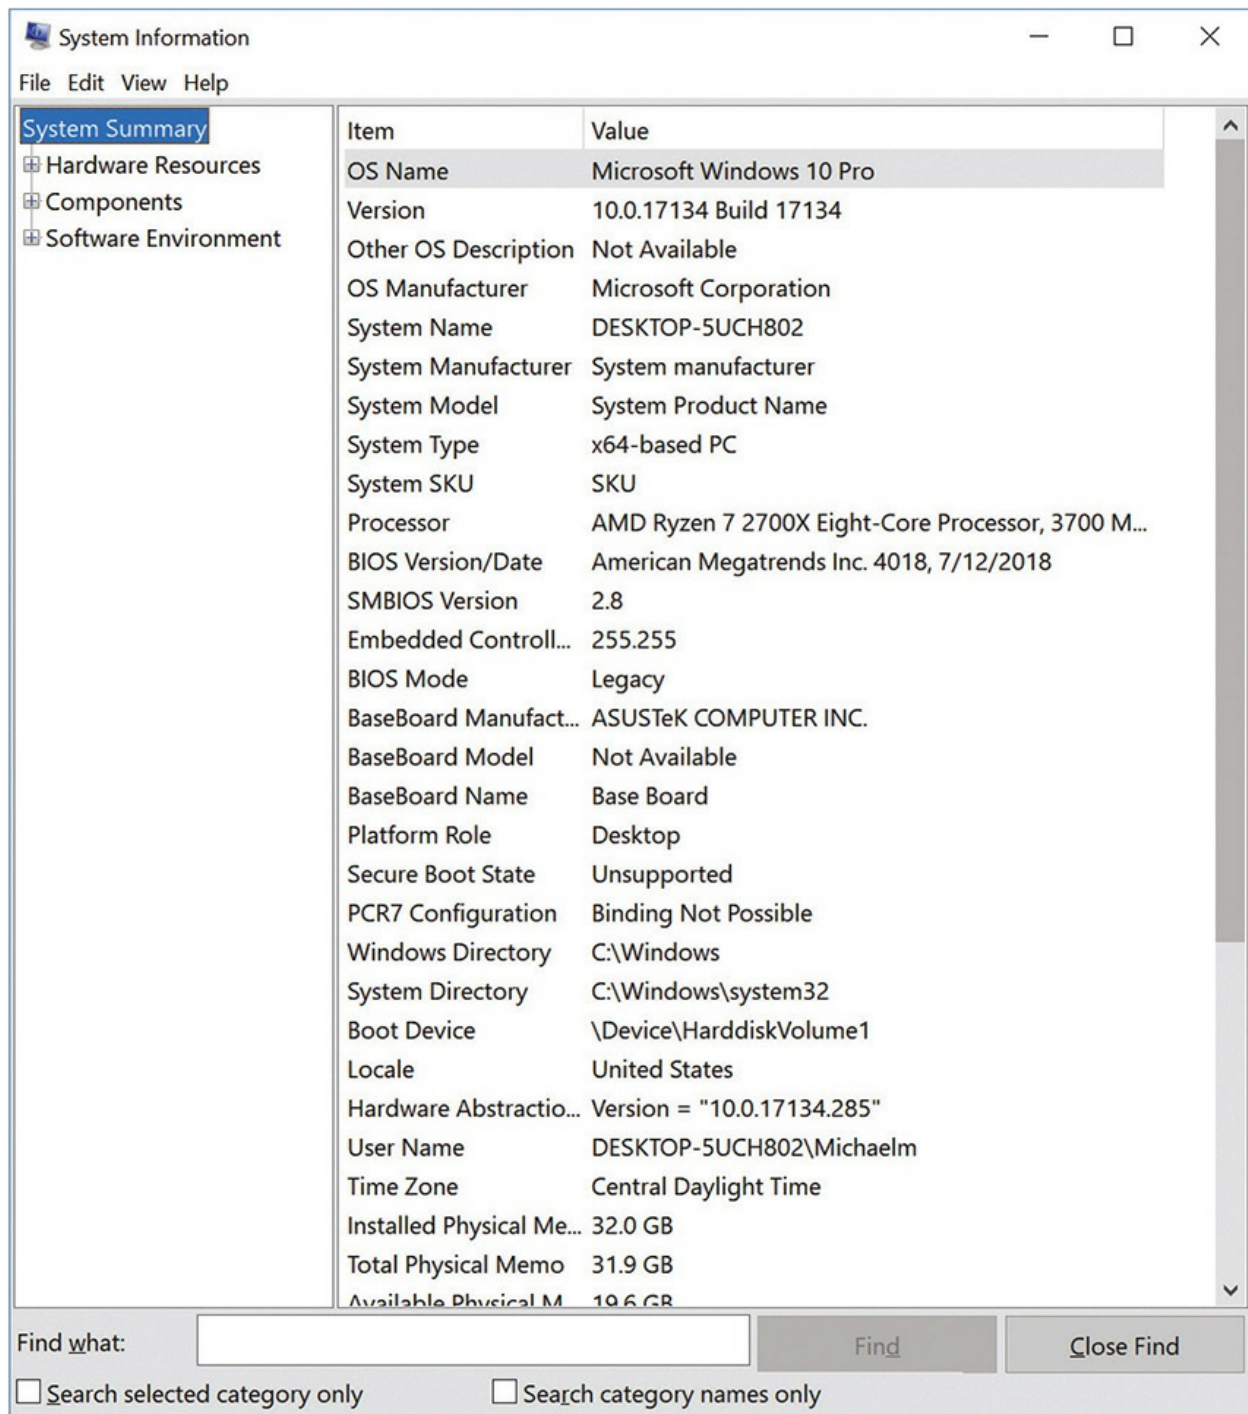 System Information
File Edit View Help
System Summary
Hardware Resources
Components
Software Environment
Item Value
OS Name Microsoft Windows 10 Pro
Version 10.0.17134 Build 17134
Other OS Description Not Available
OS Manufacturer Microsoft Corporation
System Name DESKTOP-5UCH802
System Manufacturer System manufacturer
System Model System Product Name
System Type x64-based PC
System SKU SKU
Processor AMD Ryzen 7 2700X Eight-Core Processor, 3700 M...
BIOS Version/Date American Megatrends Inc. 4018, 7/12/2018
SMBIOS Version 2.8
Embedded Controll... 255.255
BIOS Mode Legacy
BaseBoard Manufact... ASUSTeK COMPUTER INC.
BaseBoard Model Not Available
BaseBoard Name Base Board
Platform Role Desktop
Secure Boot State Unsupported
PCR7 Configuration Binding Not Possible
Windows Directory C:\Windows
System Directory C:\Windows\system32
Boot Device \Device\HarddiskVolume1
Locale United States
Hardware Abstractio... Version = "10.0.17134.285"
User Name DESKTOP-5UCH802\Michaelm
Time Zone Central Daylight Time
Installed Physical Me... 32.0 GB
Total Physical Memo 31.9 GB
Available Physical M 19.6 GB
Find what: Find Close Find
Search selected category only Search category names only